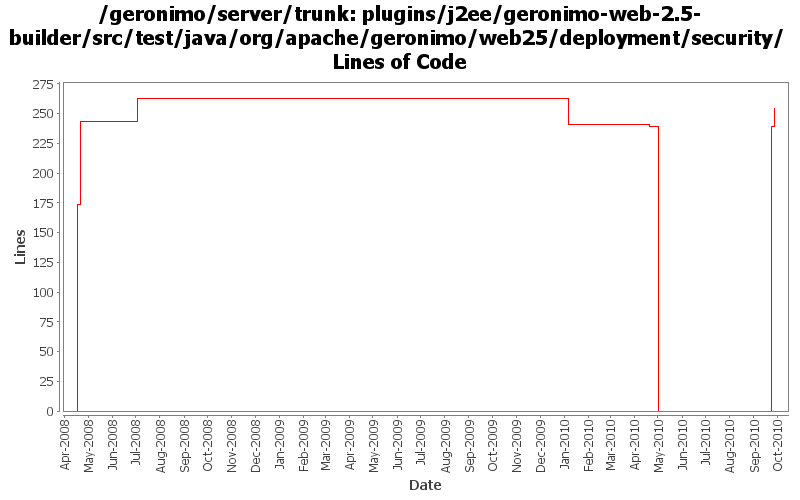 /geronimo/server/trunk: plugins/j2ee/geronimo-web-2.5-
builder/src/test/java/org/apache/geronimo/web25/deployment/security/
Lines of Code
275
250
225
200
175
150
125
100
75
50
25
0
Lines
Apr-2008
May-2008
Jun-2008
Jul-2008
Aug-2008
Sep-2008
Oct-2008
Nov-2008
Dec-2008
Jan-2009
Feb-2009
Mar-2009
Apr-2009
May-2009
Jun-2009
Jul-2009
Aug-2009
Sep-2009
Oct-2009
Nov-2009
Dec-2009
Jan-2010
Feb-2010
Mar-2010
Apr-2010
May-2010
Jun-2010
Jul-2010
Aug-2010
Sep-2010
Oct-2010
Date